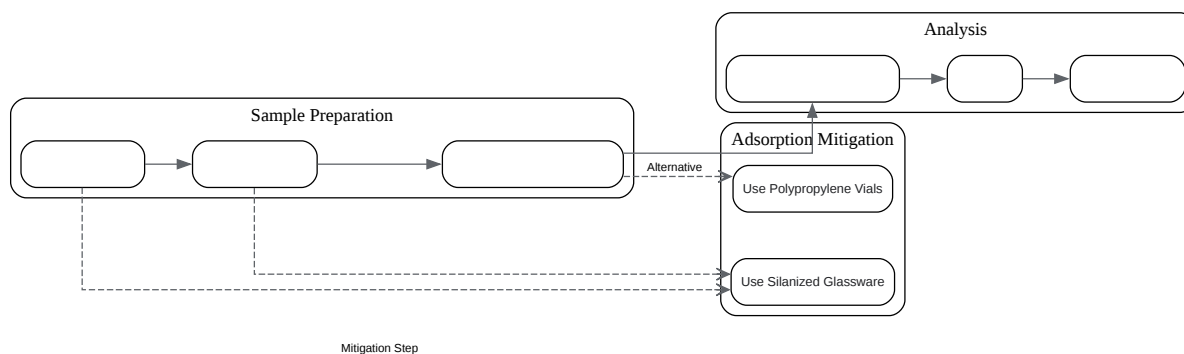 Analysis
Sample Preparation
Adsorption Mitigation
Alternative
Use Polypropylene Vials
Use Silanized Glassware
Mitigation Step